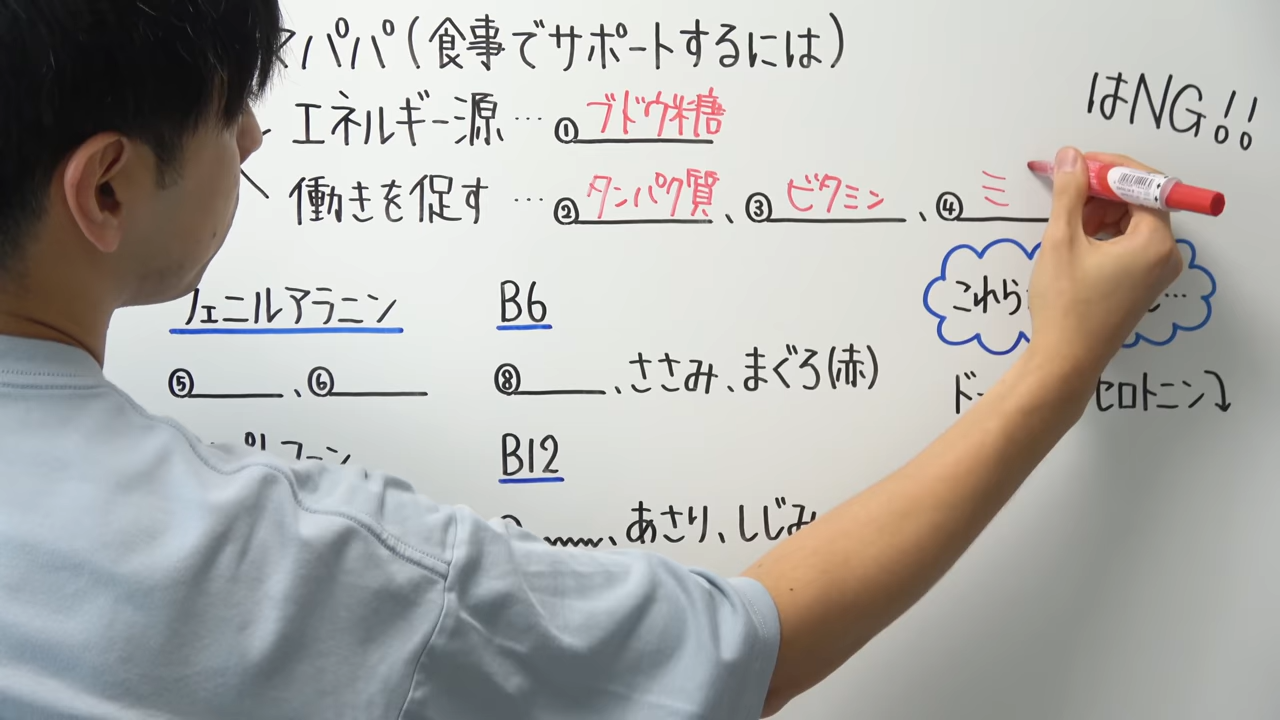 パパ(食事でサポートするには)
はNG!!
エネルギー源…①ブドウ糖
働きを促す…②タンパク質、③ビタミン、④ミ
フェニルアラニン
B6
これら
⑤、⑥
⑧、ささみ、まぐろ(赤)
セロトニン⤵
B12
、あさり、しじみ